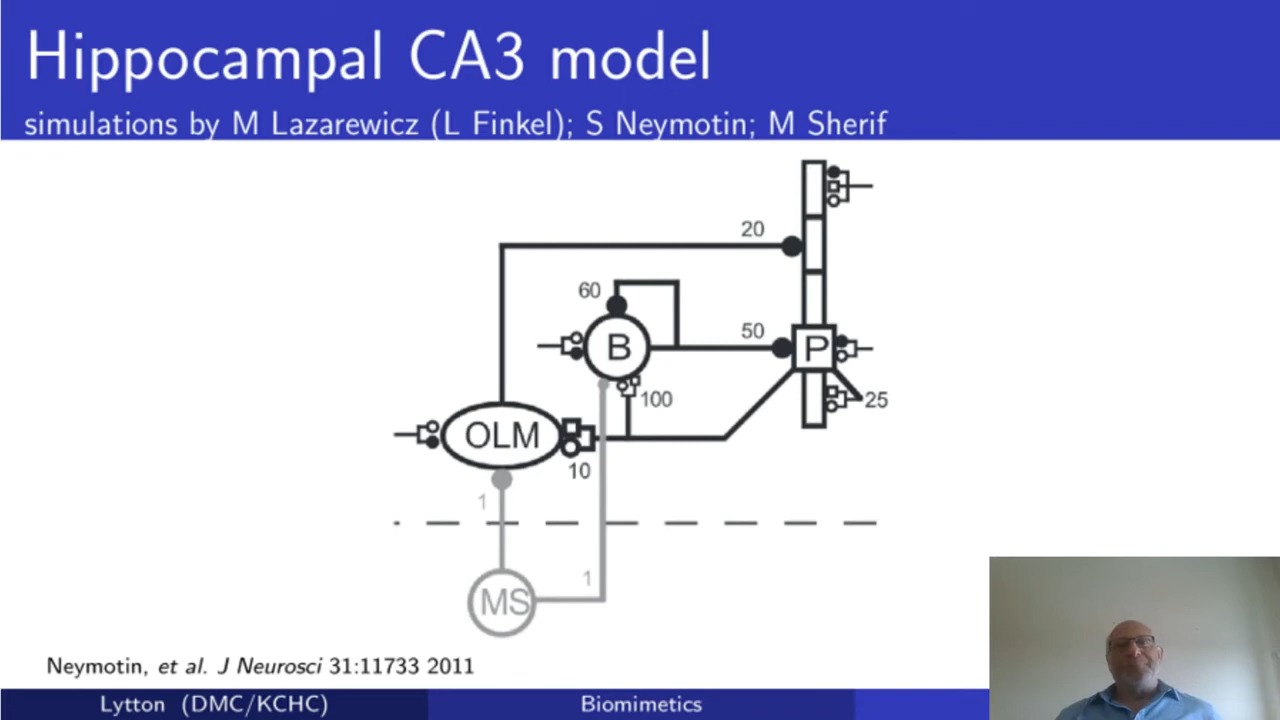 Hippocampal CA3 model
simulations by M Lazarewicz (L Finkel); S Neymotin; M Sherif
20
60
B
50
P
100
25
OLM
10
1
1
MS
Neymotin, et al. J Neurosci 31:11733 2011
Lytton (DMC/KCHC)
Biomimetics